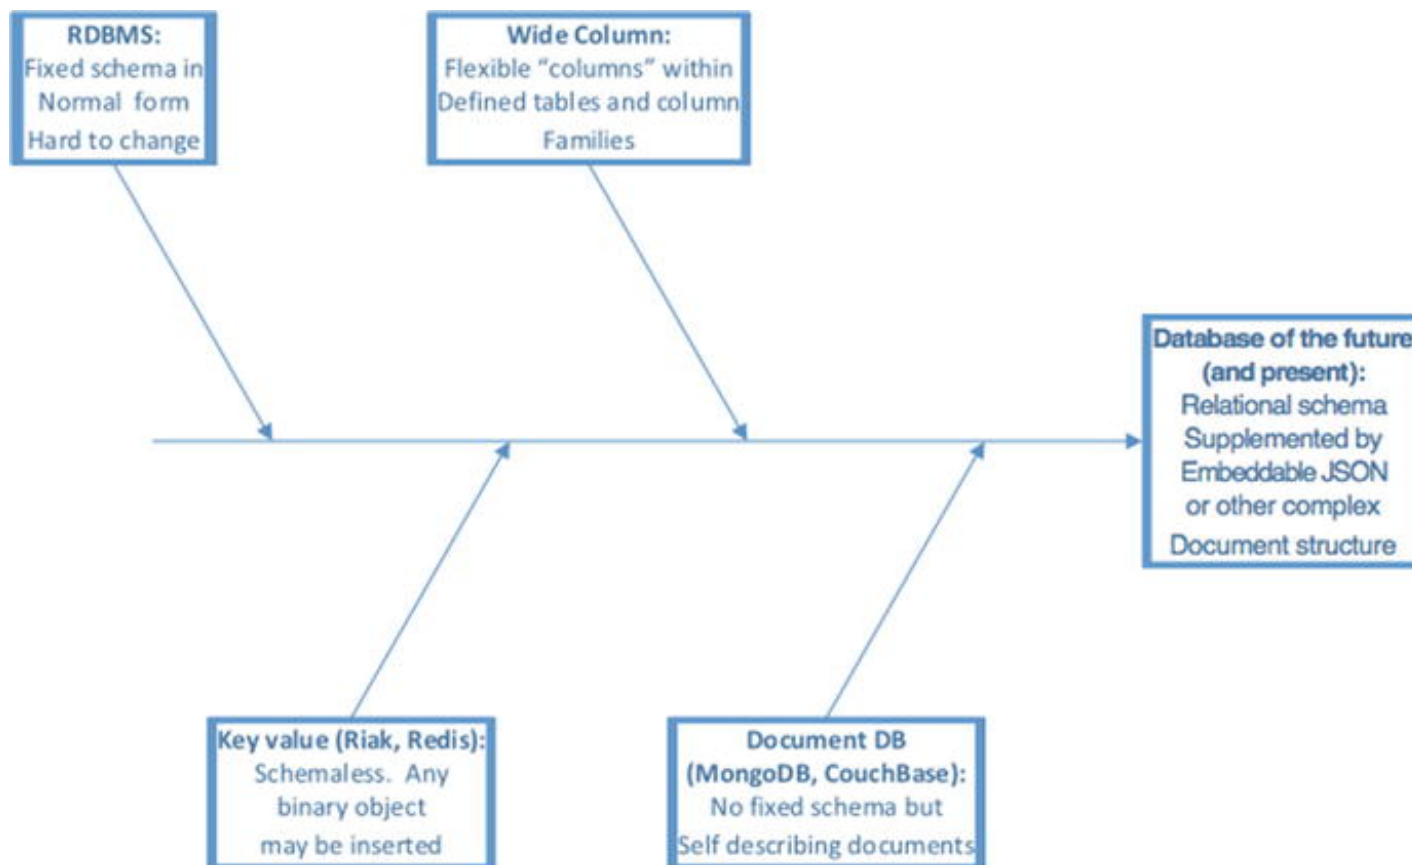 RDBMS:
Fixed schema in
Normal form
Hard to change
Wide Column:
Flexible “columns” within
Defined tables and column
Families
Database of the future
(and present):
Relational schema
Supplemented by
Embeddable JSON
or other complex
Document structure
Key value (Riak, Redis):
Schemaless. Any
binary object
may be inserted
Document DB
(MongoDB, CouchBase):
No fixed schema but
Self describing documents